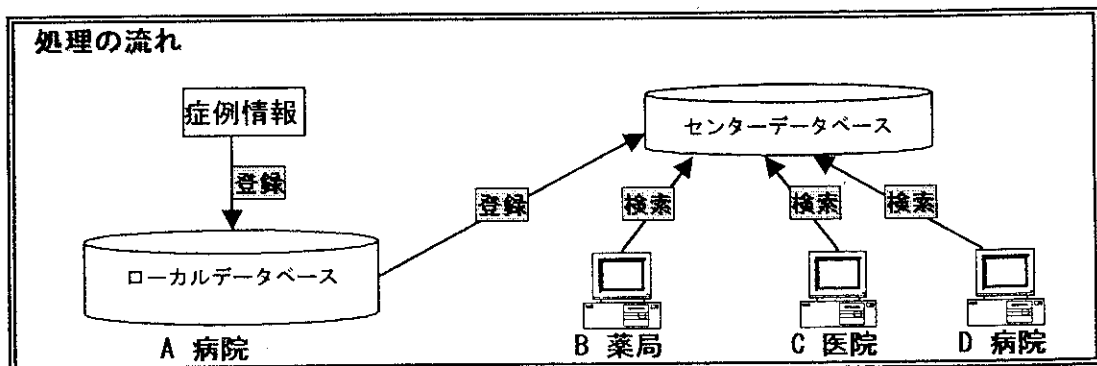 処理の流れ
症例情報
登録
ローカルデータベース
A 病院
登録
センターデータベース
検索
検索
検索
B 薬局
C 医院
D 病院